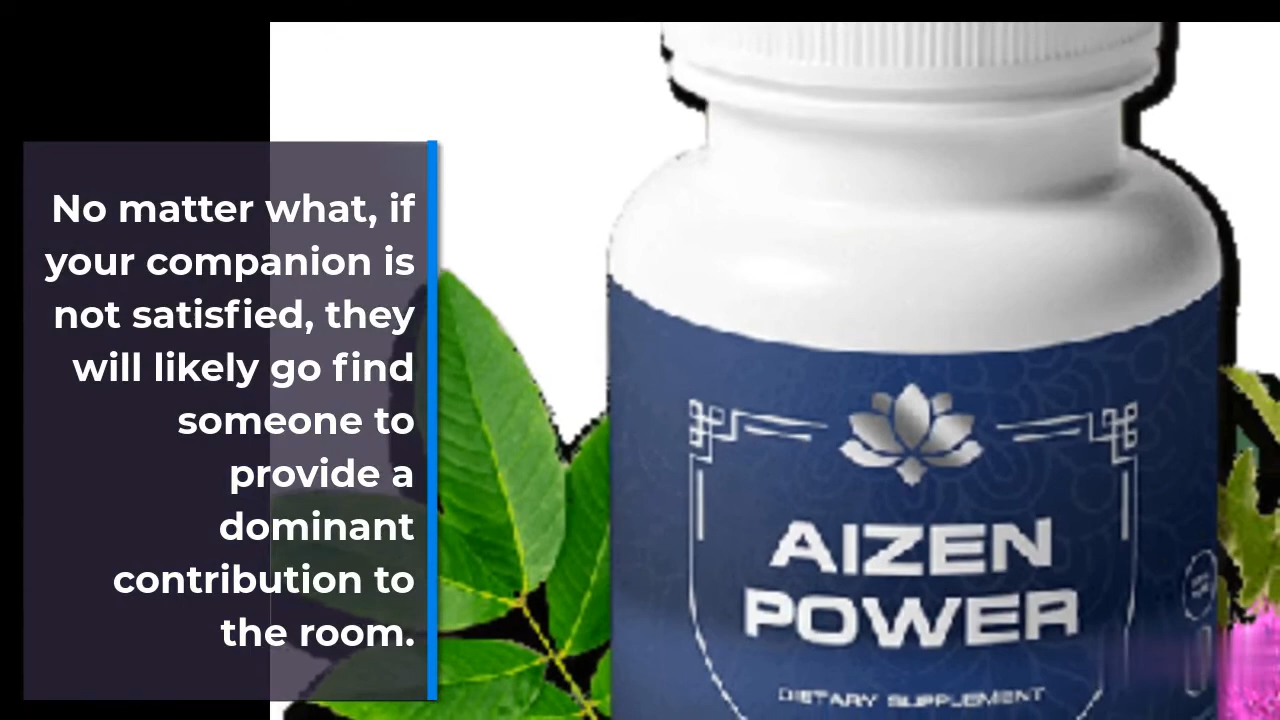 No matter what, if
your companion is
not satisfied, they
will likely go find
someone to
provide a
dominant
contribution to
the room.
AIZEN
POWER
DIETARY SUPPLEMENT